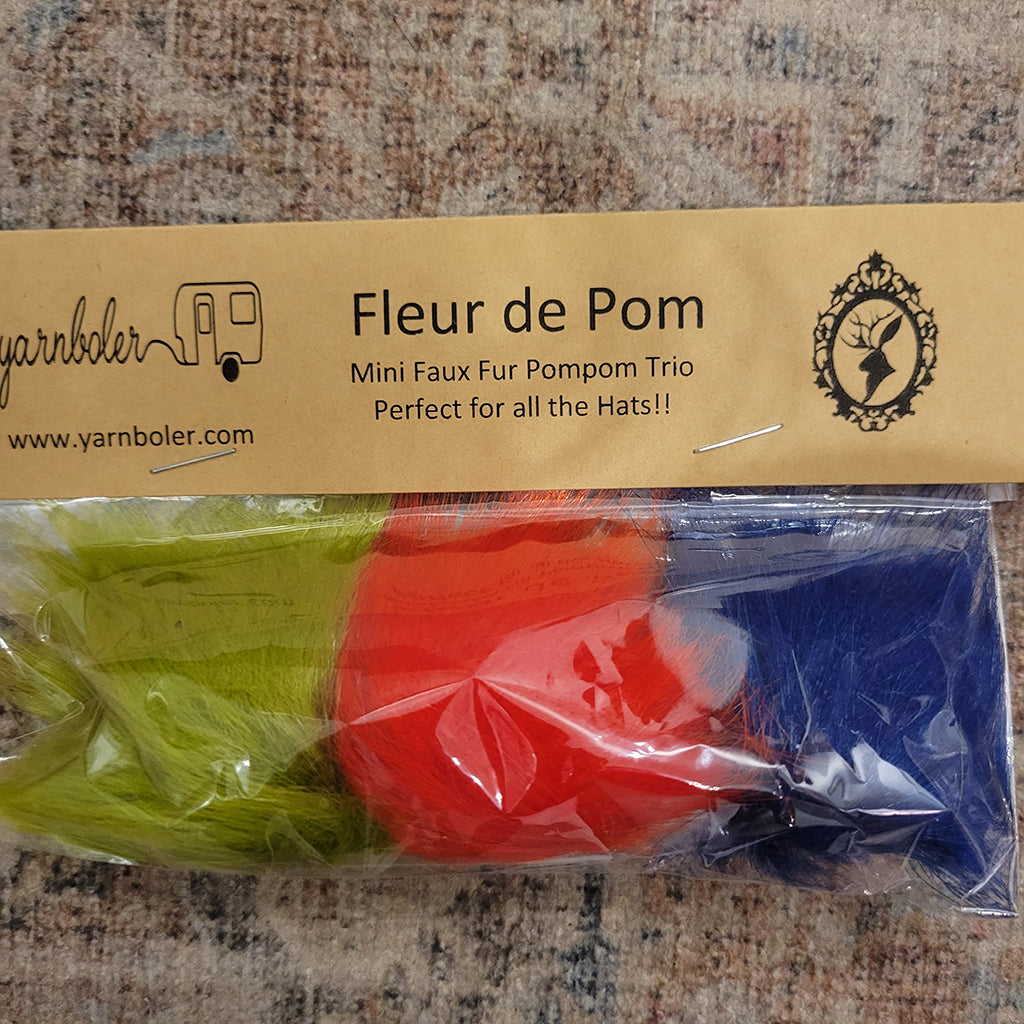 yarnboler
www.yarnboler.com
Fleur de Pom
Mini Faux Fur Pompom Trio
Perfect for all the Hats!!